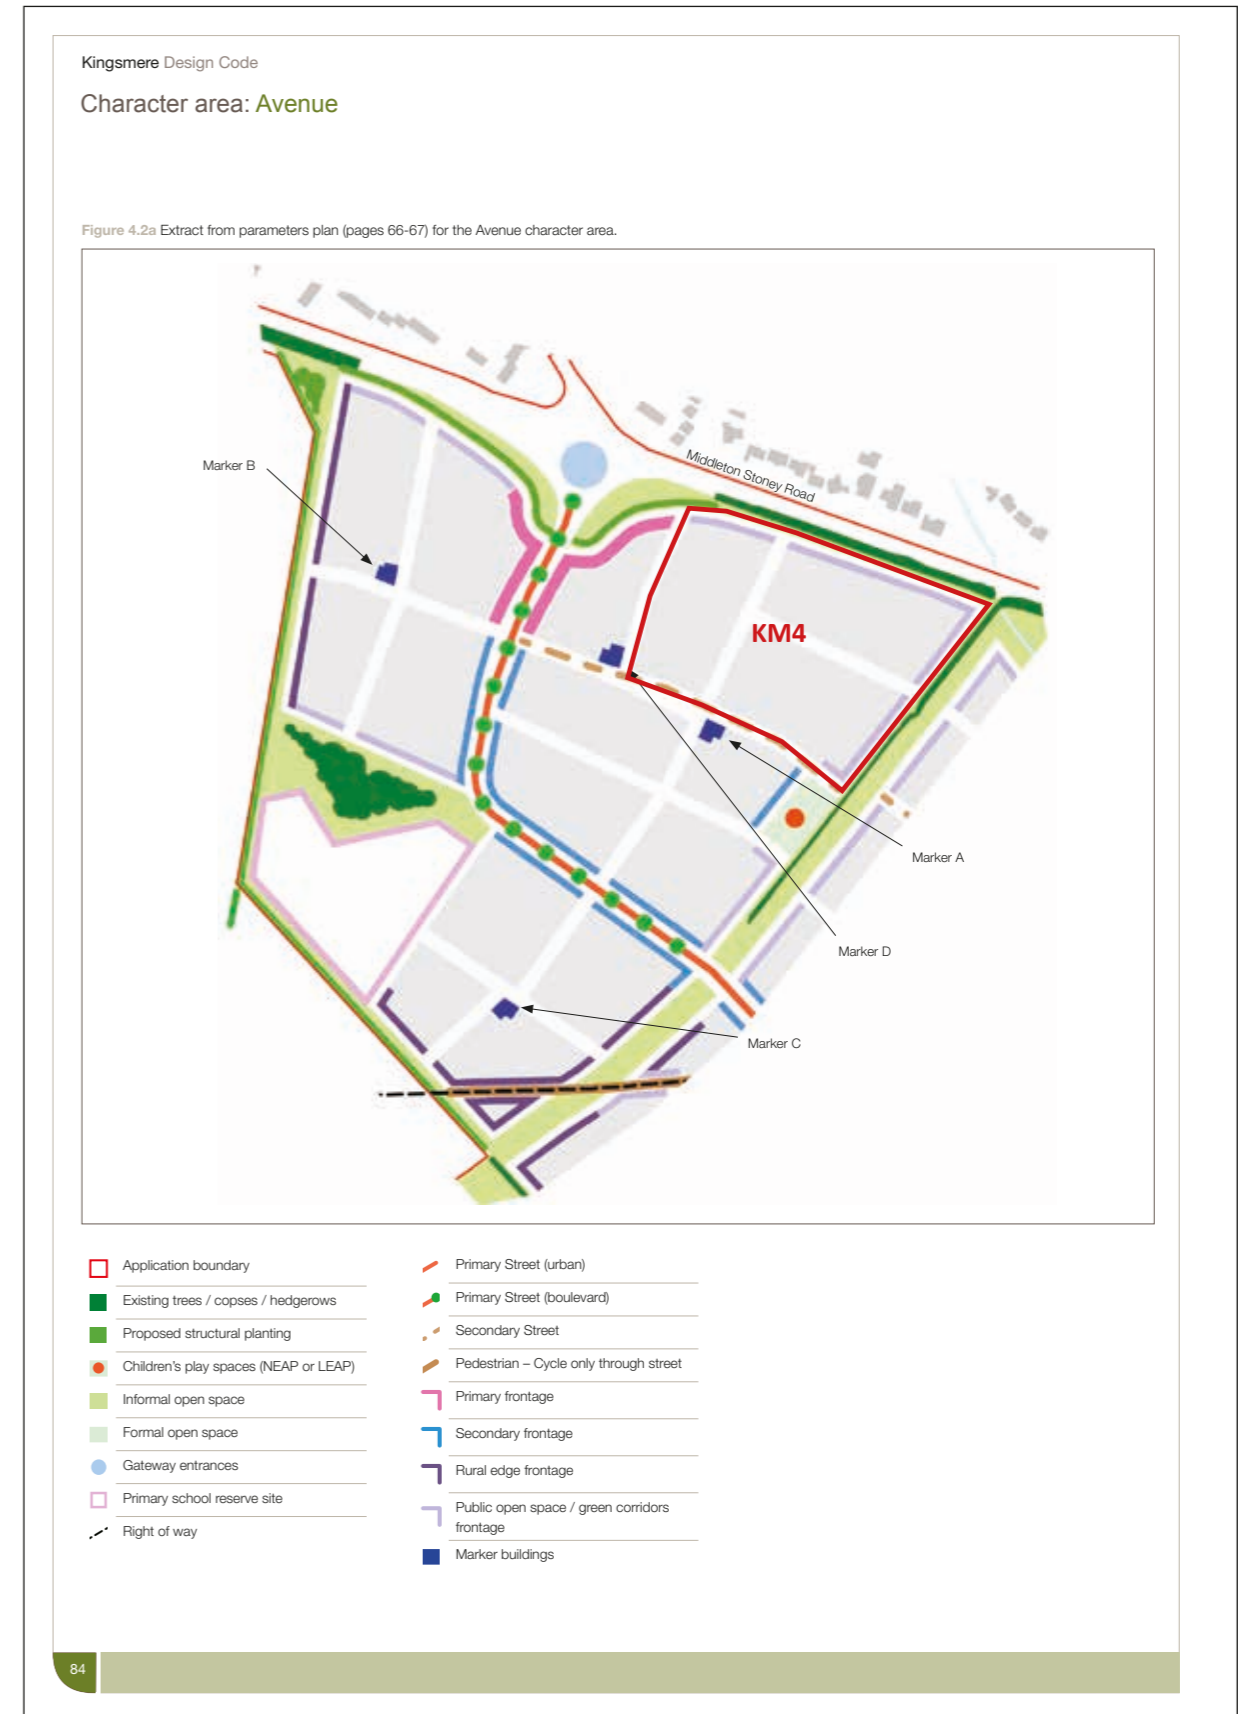 Kingsmere Design Code
Character area: Avenue
Figure 4.2a Extract from parameters plan (pages 66-67) for the Avenue character area.
Middleton Stoney Road
Marker B
KM4
Marker A
Marker D
Marker C
Application boundary
Existing trees / copses / hedgerows
Proposed structural planting
Children's play spaces (NEAP or LEAP)
Informal open space
Formal open space
Gateway entrances
Primary school reserve site
Right of way
Primary Street (urban)
Primary Street (boulevard)
Secondary Street
Pedestrian – Cycle only through street
Primary frontage
Secondary frontage
Rural edge frontage
Public open space / green corridors
frontage
Marker buildings
84